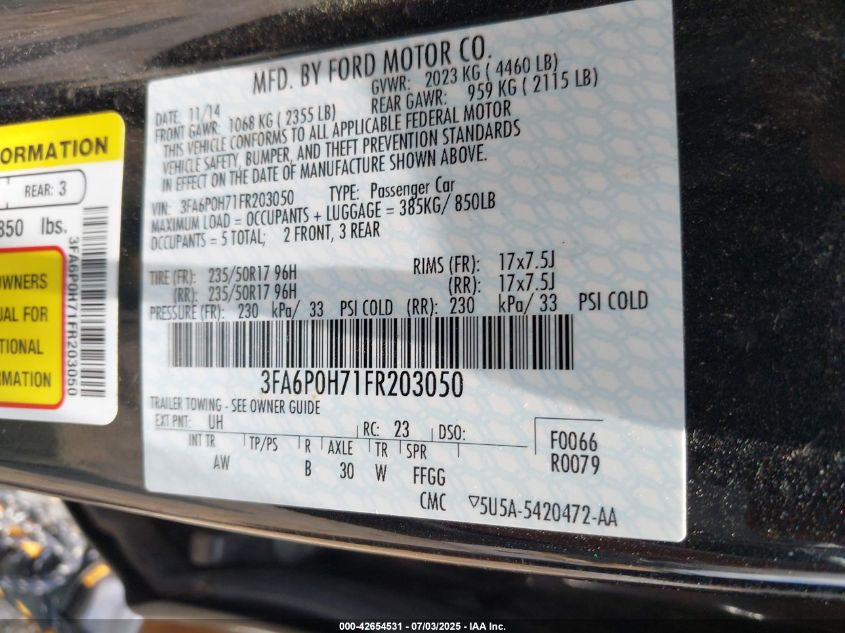 MFD. BY FORD MOTOR CO.
DATE: 11/14 GVWR: 2023 KG ( 4460 LB)
FRONT GAWR: 1068 KG ( 2355 LB) REAR GAWR: 959 KG ( 2115 LB)
THIS VEHICLE CONFORMS TO ALL APPLICABLE FEDERAL MOTOR
VEHICLE SAFETY, BUMPER, AND THEFT PREVENTION STANDARDS
IN EFFECT ON THE DATE OF MANUFACTURE SHOWN ABOVE.
VIN: 3FA6P0H71FR203050 TYPE: Passenger Car
MAXIMUM LOAD = OCCUPANTS + LUGGAGE = 385KG/ 850LB
OCCUPANTS = 5 TOTAL; 2 FRONT, 3 REAR
TIRE (FR): 235/50R17 96H RIMS (FR): 17x7.5J
(RR): 235/50R17 96H (RR): 17x7.5J
PRESSURE (FR): 230 kPa/ 33 PSI COLD (RR): 230 kPa/ 33 PSI COLD
3FA6P0H71FR203050
TRAILER TOWING - SEE OWNER GUIDE
EXT PNT: UH RC: 23 DSO:
INT TR TP/PS R AXLE TR SPR
AW B 30 W FFGG
F0066
R0079
CMC ▽5U5A-5420472-AA
ORMATION
REAR: 3
850 lbs.
OWNERS
UAL FOR
TIONAL
RMATION
3FA6P0H71FR203050
000-42654531 - 07/03/2025 - IAA Inc.